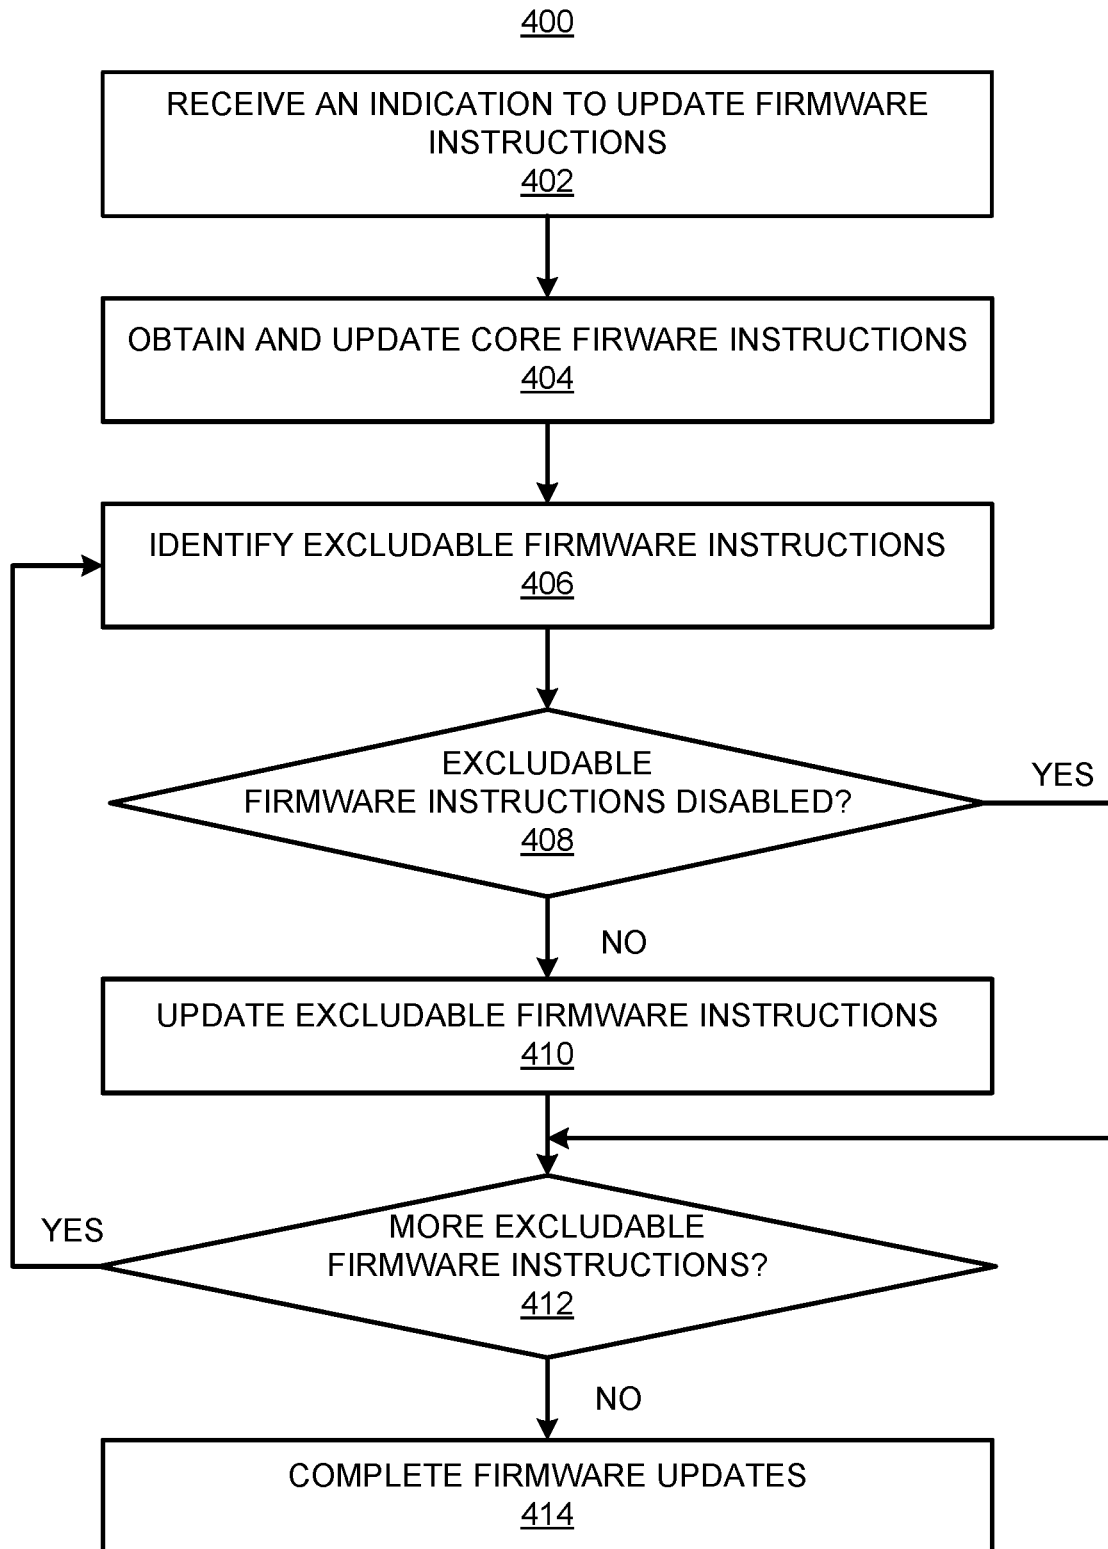 400
RECEIVE AN INDICATION TO UPDATE FIRMWARE
INSTRUCTIONS
402
OBTAIN AND UPDATE CORE FIRWARE INSTRUCTIONS
404
IDENTIFY EXCLUDABLE FIRMWARE INSTRUCTIONS
406
EXCLUDABLE
FIRMWARE INSTRUCTIONS DISABLED?
408
YES
NO
UPDATE EXCLUDABLE FIRMWARE INSTRUCTIONS
410
YES
MORE EXCLUDABLE
FIRMWARE INSTRUCTIONS?
412
NO
COMPLETE FIRMWARE UPDATES
414